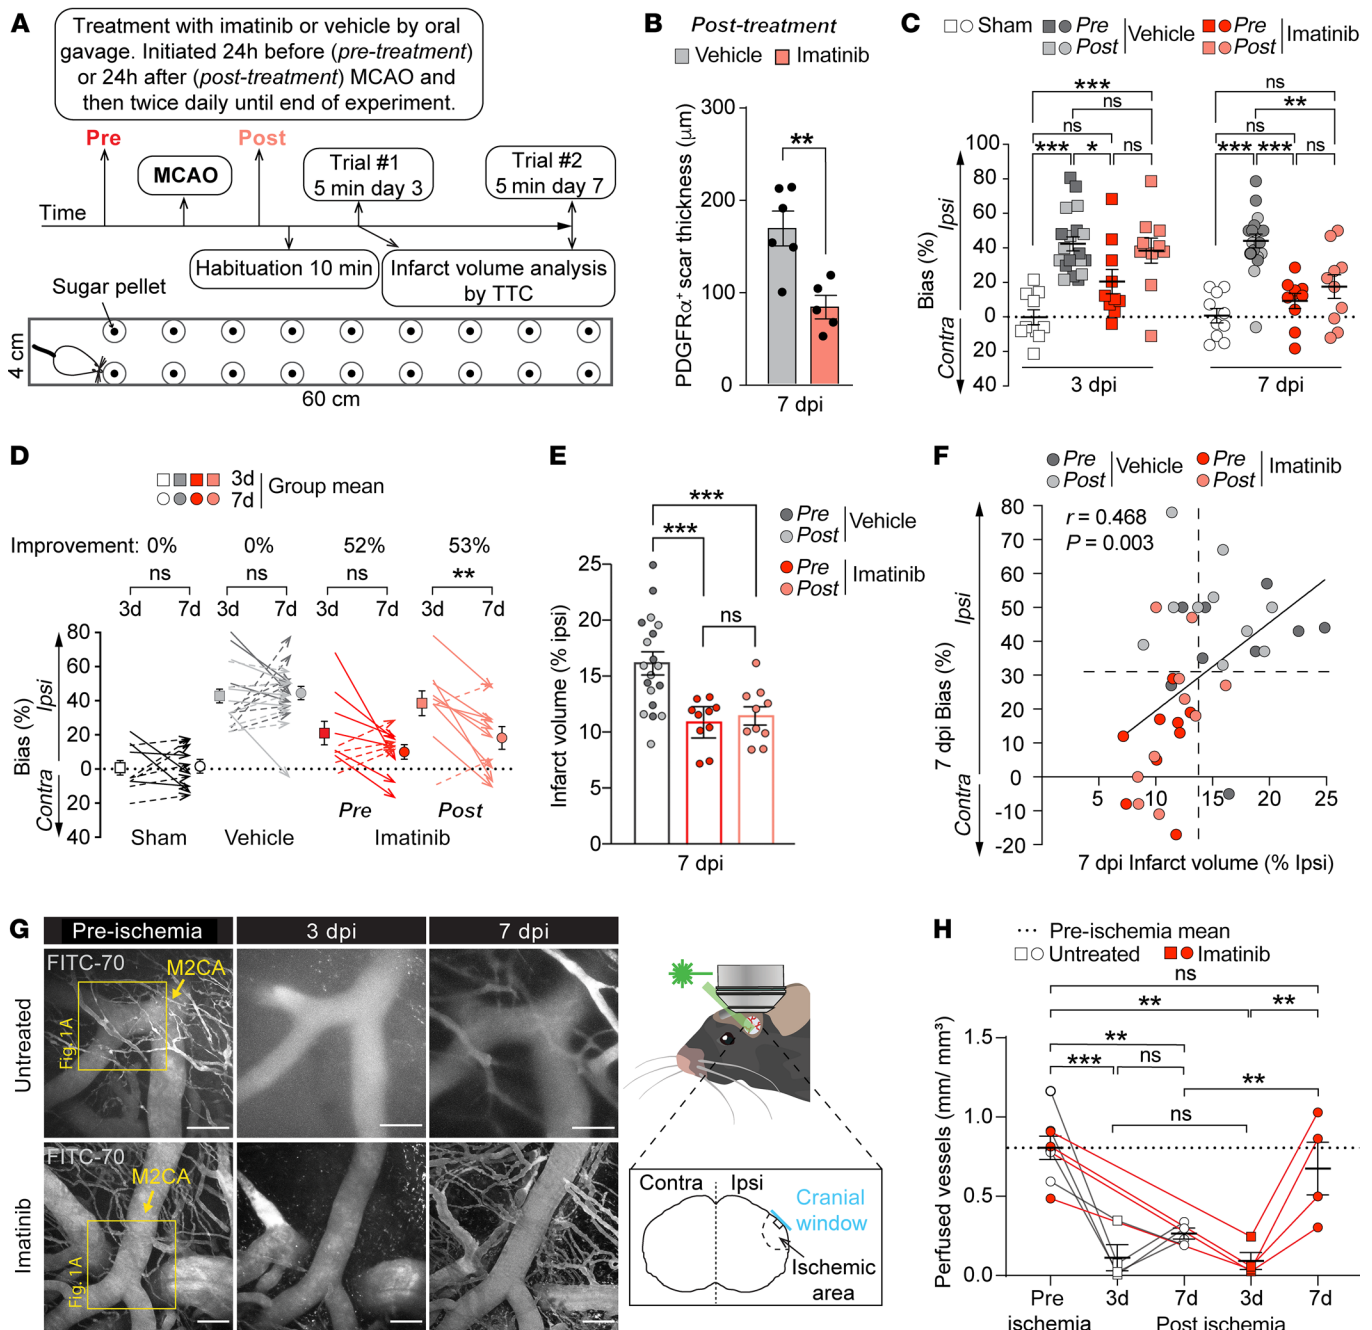 A
Treatment with imatinib or vehicle by oral
gavage. Initiated 24h before (pre-treatment)
or 24h after (post-treatment) MCAO and
then twice daily until end of experiment.
Pre
Post
MCAO
Trial #1
5 min day 3
Trial #2
5 min day 7
Time
Habituation 10 min
Infarct volume analysis
by TTC
Sugar pellet
4 cm
60 cm
B
Post-treatment
Vehicle
Imatinib
PDGFRα+ scar thickness (μm)
300
200
100
0
**
7 dpi
C
Sham
Pre
Post
Vehicle
Pre
Post
Imatinib
Bias (%)
Ipsi
Contra
100
80
60
40
20
0
20
40
***
ns
ns
***
*
ns
ns
**
ns
***
***
ns
3 dpi
7 dpi
D
3d
7d
Group mean
Improvement: 0% 0% 52% 53%
ns ns ns **
3d 7d 3d 7d 3d 7d 3d 7d
Bias (%)
Ipsi
Contra
80
60
40
20
0
20
40
Pre
Post
Sham
Vehicle
Imatinib
E
Pre
Post
Vehicle
Pre
Post
Imatinib
***
***
ns
Infarct volume (% ipsi)
25
20
15
10
5
0
7 dpi
F
Pre
Post
Vehicle
Pre
Post
Imatinib
r = 0.468
P = 0.003
7 dpi Bias (%)
Ipsi
Contra
80
70
60
50
40
30
20
10
0
-10
-20
5 10 15 20 25
7 dpi Infarct volume (% Ipsi)
G
Pre-ischemia
3 dpi
7 dpi
Untreated
FITC-70
M2CA
Fig. 1A
Imatinib
FITC-70
M2CA
Fig. 1A
Contra
Ipsi
Cranial
window
Ischemic
area
H
Pre-ischemia mean
Untreated
Imatinib
ns
**
**
**
***
ns
**
ns
Perfused vessels (mm/ mm³)
1.5
1.0
0.5
0.0
Pre
ischemia
3d 7d 3d 7d
Post ischemia